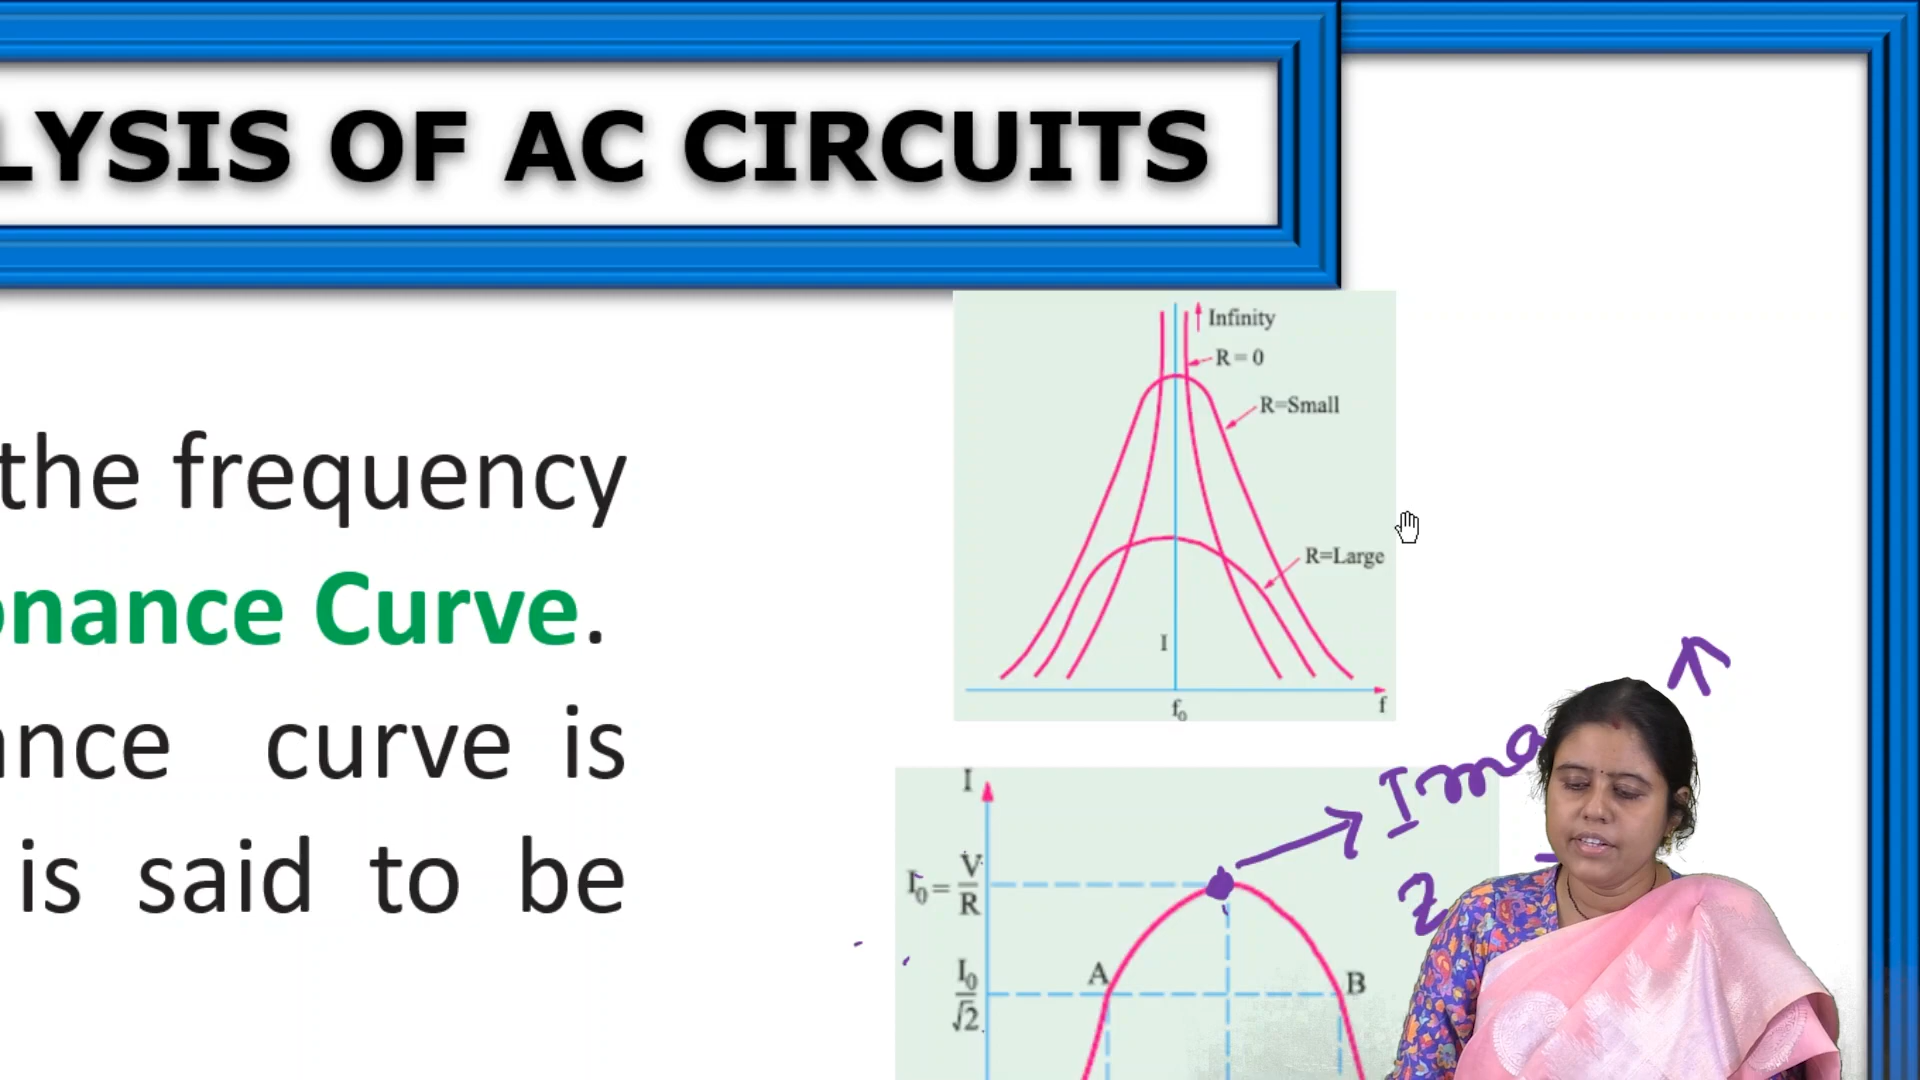 LYSIS OF AC CIRCUITS
the frequency
onance Curve.
ance curve is
is said to be
Infinity
R = 0
R=Small
R=Large
I
f₀
f
I
I₀ = V/R
I₀/√2
A
B
Ima
Z